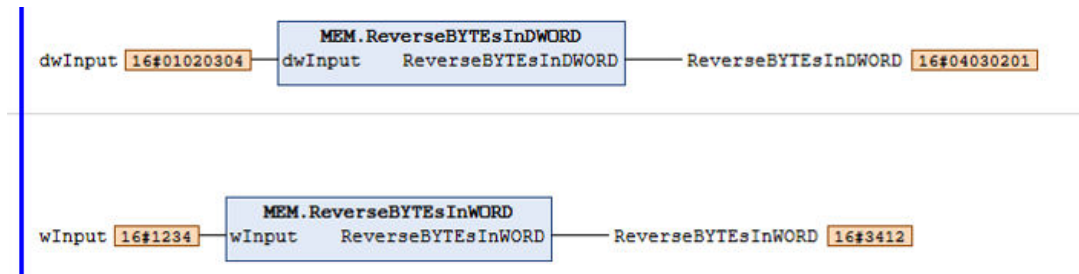 MEM.ReverseBYTEsInDWORD
dwInput 16#01020304 dwInput ReverseBYTEsInDWORD ReverseBYTEsInDWORD 16#04030201
MEM.ReverseBYTEsInWORD
wInput 16#1234 wInput ReverseBYTEsInWORD ReverseBYTEsInWORD 16#3412